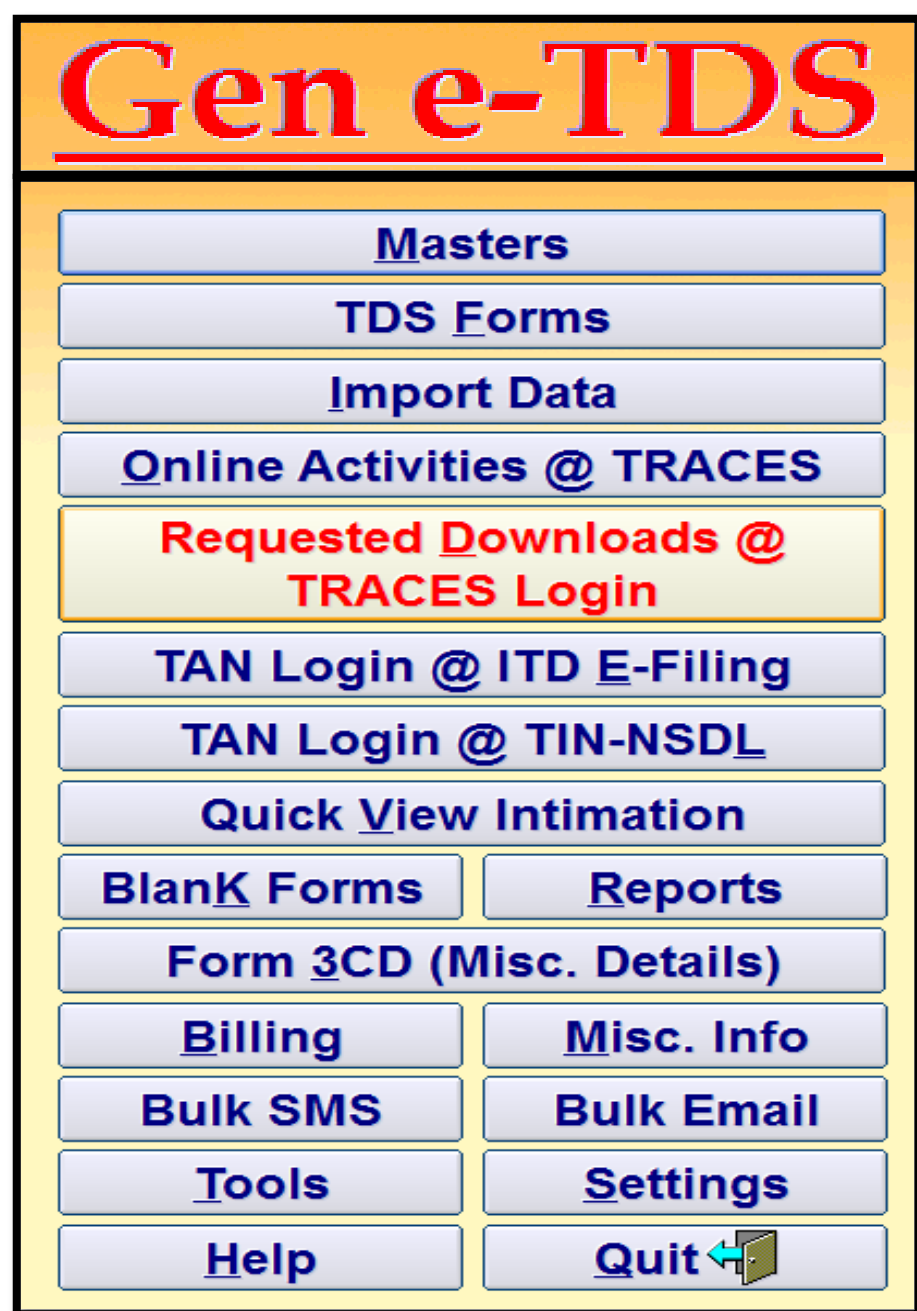 Gen e-TDS
Masters
TDS Forms
Import Data
Online Activities @ TRACES
Requested Downloads @
TRACES Login
TAN Login @ ITD E-Filing
TAN Login @ TIN-NSDL
Quick View Intimation
BlanK Forms
Reports
Form 3CD (Misc. Details)
Billing
Misc. Info
Bulk SMS
Bulk Email
Tools
Settings
Help
Quit